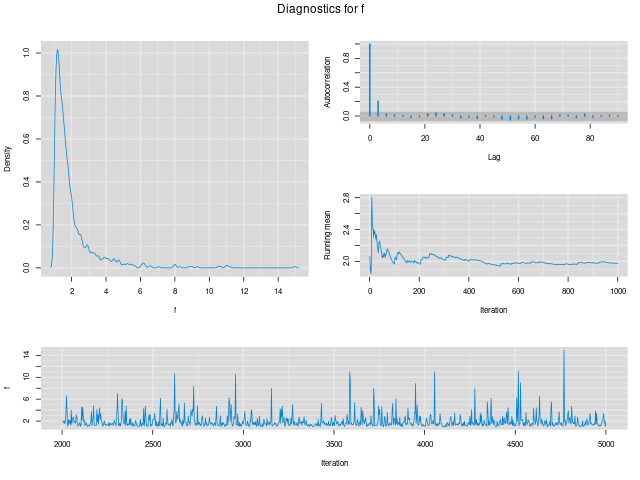 Diagnostics for f
Density
0.0 0.2 0.4 0.6 0.8 1.0
2 4 6 8 10 12 14
f
Autocorrelation
0.0 0.4 0.8
0 20 40 60 80
Lag
Running mean
2.0 2.4 2.8
0 200 400 600 800 1000
Iteration
f
2 6 10 14
2000 2500 3000 3500 4000 4500 5000
Iteration